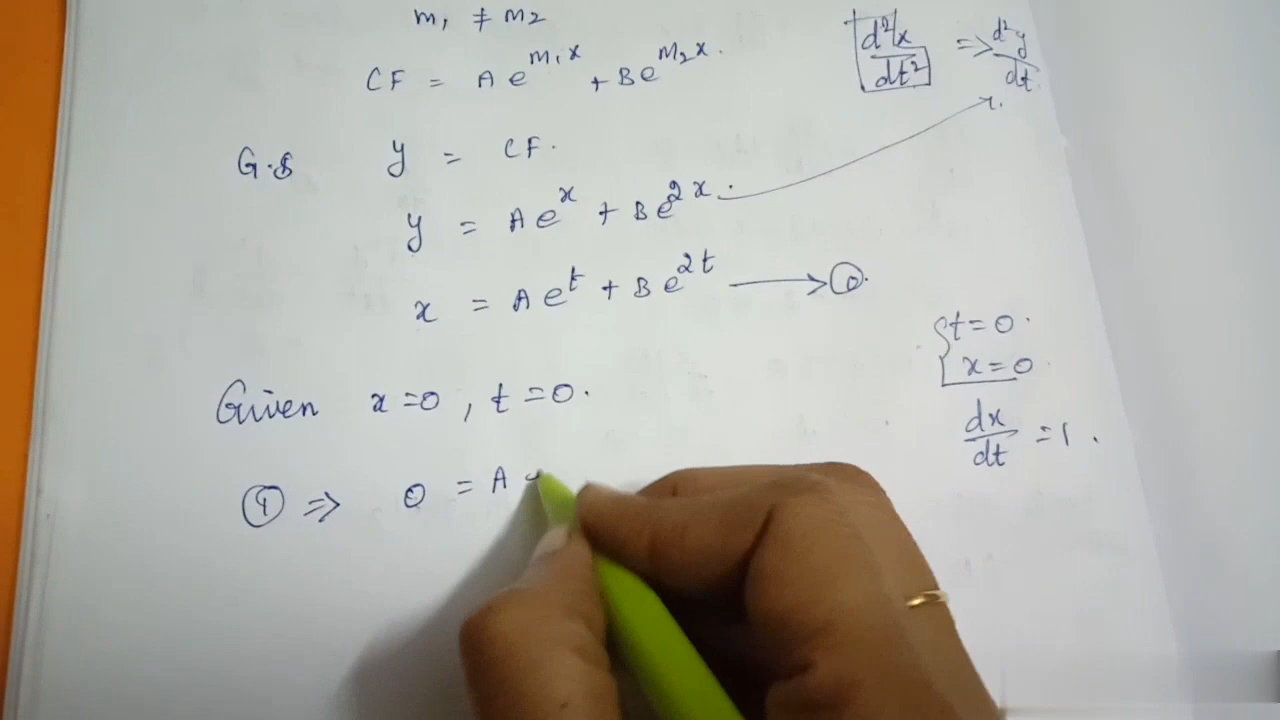 m₁ ≠ m₂
CF = A e^{m₁x} + B e^{m₂x}.
d²x/dt² ⇒ d²y/dt.
x.
G.S y = CF.
y = A e^x + B e^{2x}.
x = A e^t + B e^{2t} ⟶ ①.
t = 0.
x = 0
Given x = 0, t = 0.
dx/dt = 1.
① ⇒ 0 = A